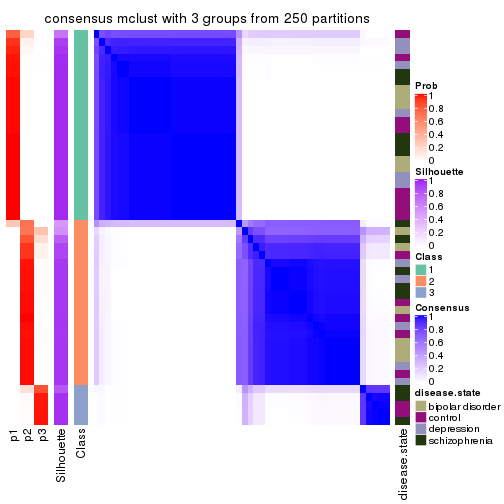 consensus mclust with 3 groups from 250 partitions
Prob
1
0.8
0.6
0.4
0.2
0
Silhouette
1
0.8
0.6
0.4
0.2
0
Class
1
2
3
Consensus
1
0.8
0.6
0.4
0.2
0
disease.state
bipolar disorder
control
depression
schizophrenia
p1
p2
p3
Silhouette
Class
disease.state